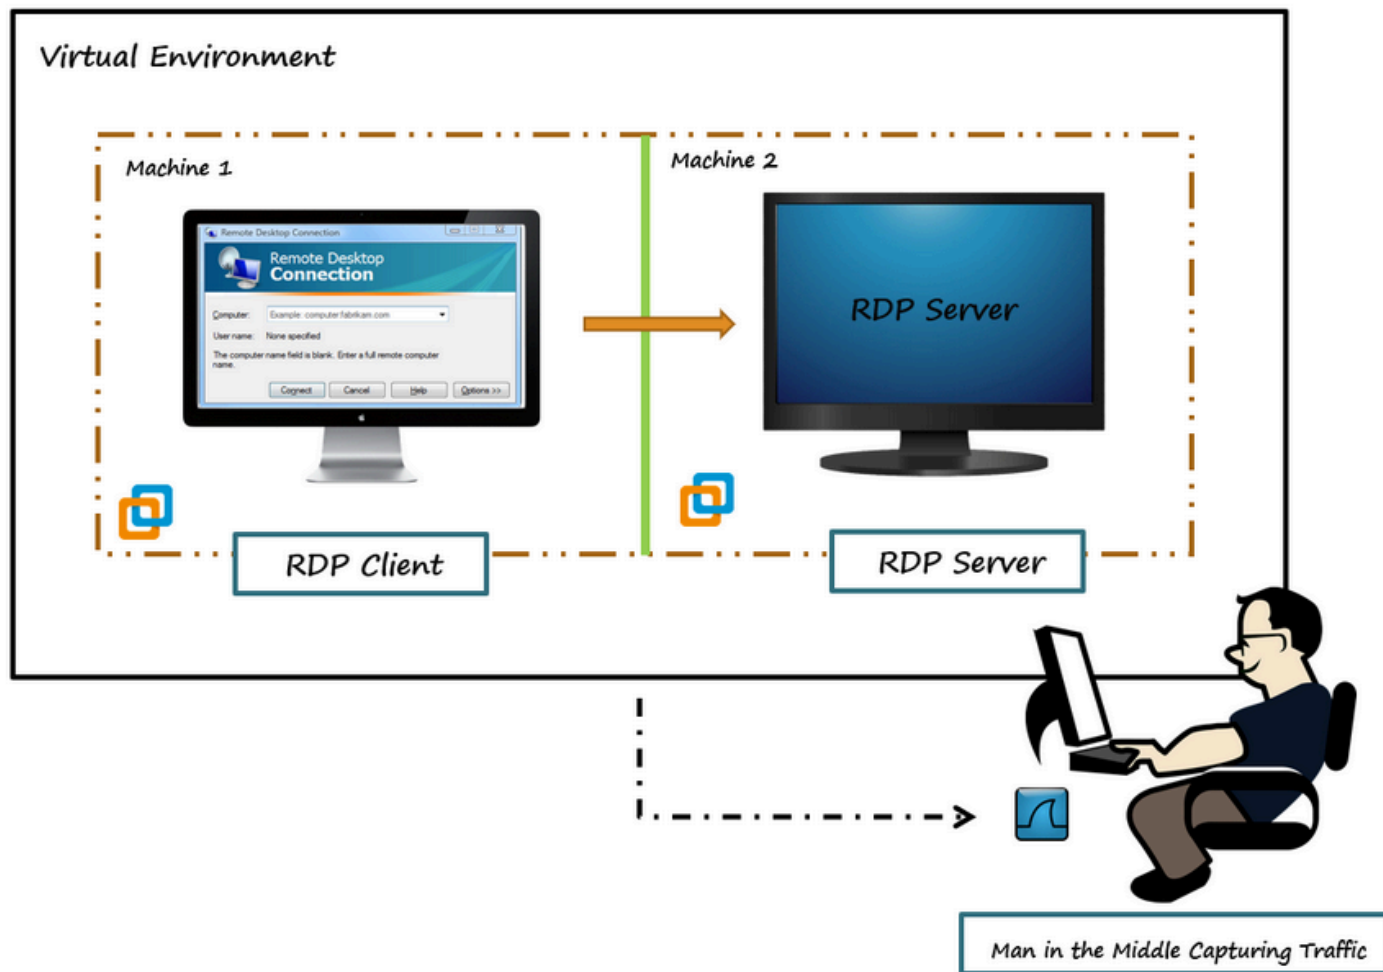 Virtual Environment
Machine 1
Machine 2
Remote Desktop Connection
Remote Desktop
Connection
Computer:
Example: computer.fabrikam.com
User name:
None specified
The computer name field is blank. Enter a full remote computer
name.
Connect
Cancel
Help
Options >>
RDP Server
RDP Client
RDP Server
Man in the Middle Capturing Traffic